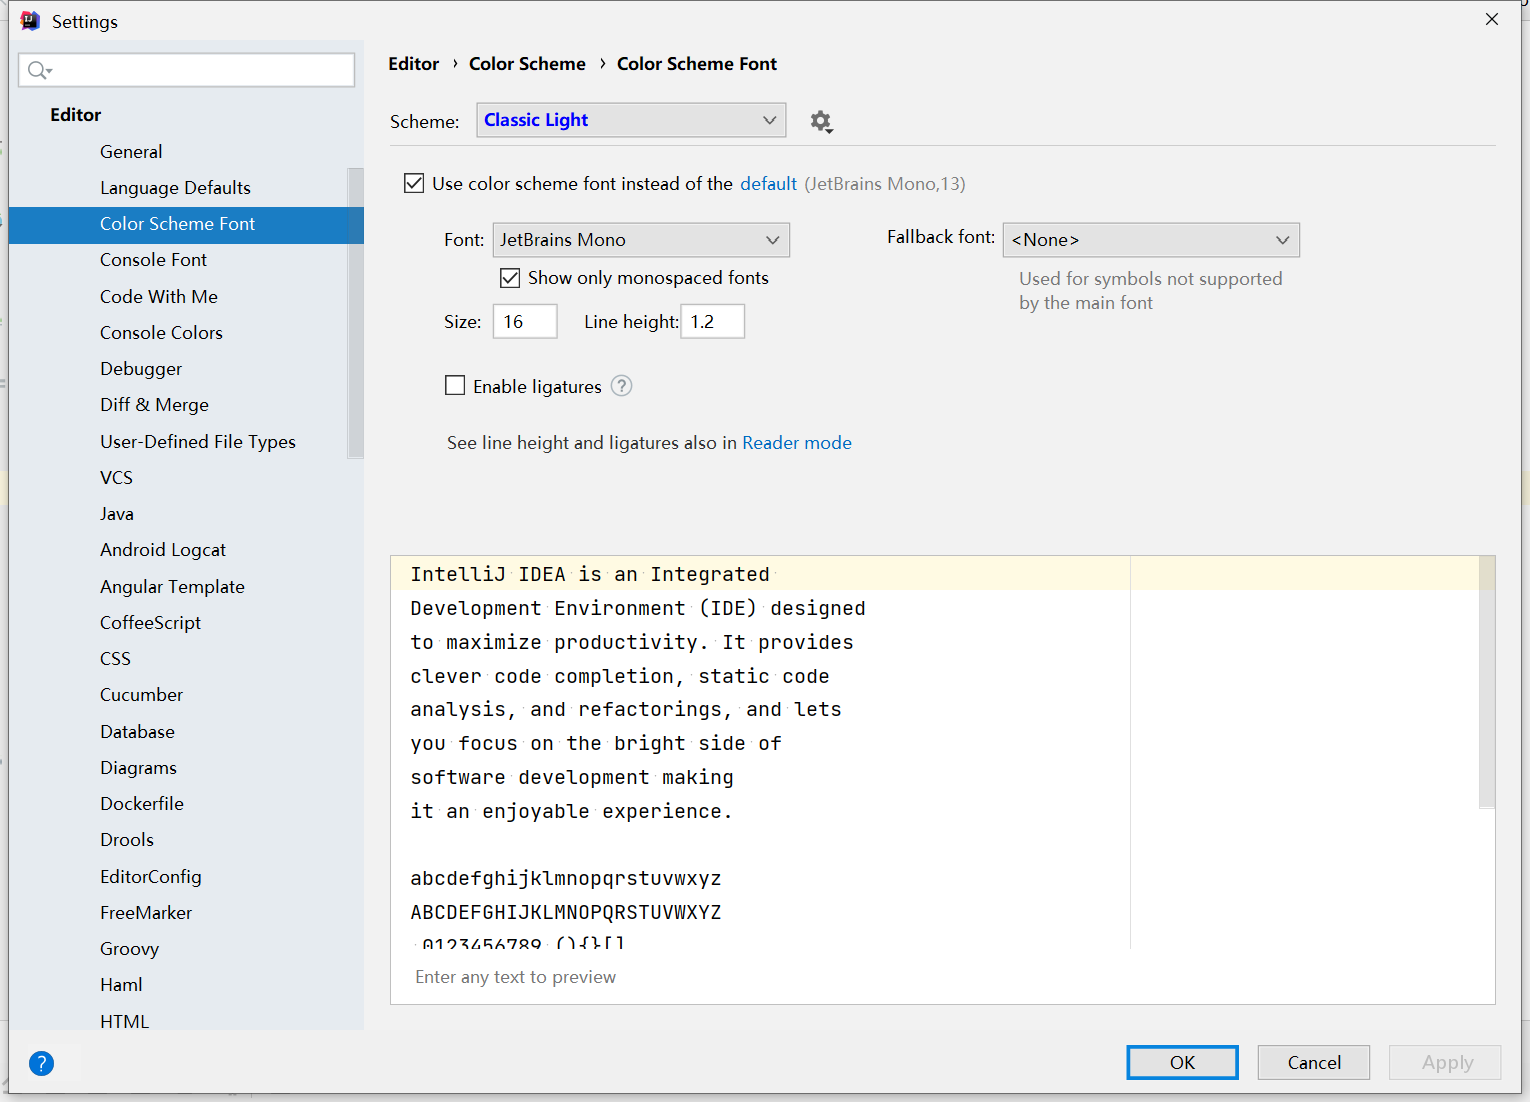 Settings
Editor
General
Language Defaults
Color Scheme Font
Console Font
Code With Me
Console Colors
Debugger
Diff & Merge
User-Defined File Types
VCS
Java
Android Logcat
Angular Template
CoffeeScript
CSS
Cucumber
Database
Diagrams
Dockerfile
Drools
EditorConfig
FreeMarker
Groovy
Haml
HTML
Editor › Color Scheme › Color Scheme Font
Scheme: Classic Light
Use color scheme font instead of the default (JetBrains Mono,13)
Font: JetBrains Mono
Fallback font: <None>
Show only monospaced fonts
Used for symbols not supported
by the main font
Size: 16 Line height: 1.2
Enable ligatures ?
See line height and ligatures also in Reader mode
IntelliJ IDEA is an Integrated
Development Environment (IDE) designed
to maximize productivity. It provides
clever code completion, static code
analysis, and refactorings, and lets
you focus on the bright side of
software development making
it an enjoyable experience.
abcdefghijklmnopqrstuvwxyz
ABCDEFGHIJKLMNOPQRSTUVWXYZ
0123456789 (){}[]
Enter any text to preview
?
OK Cancel Apply